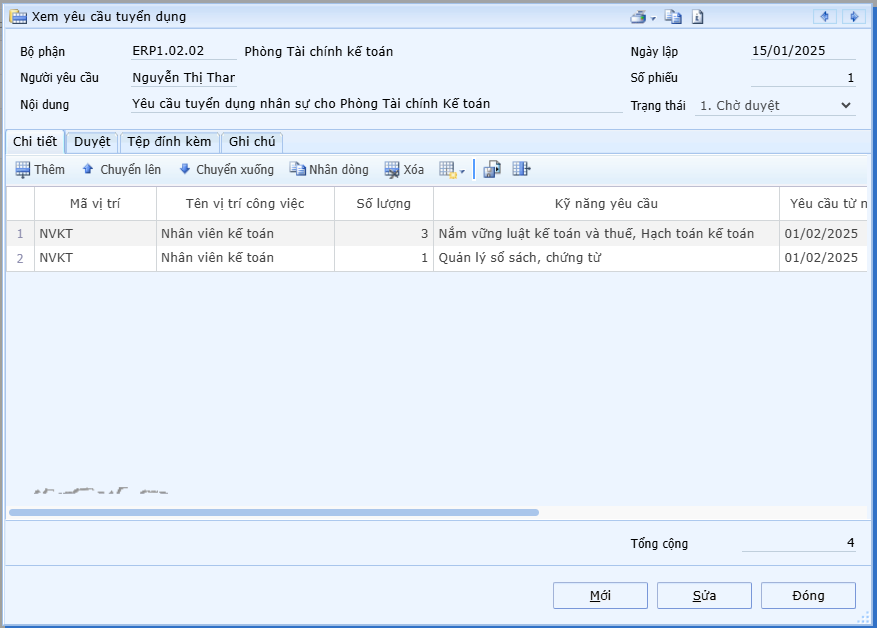 Xem yêu cầu tuyển dụng
Bộ phận ERP1.02.02 Phòng Tài chính kế toán Ngày lập 15/01/2025
Người yêu cầu Nguyễn Thị Thar Số phiếu 1
Nội dung Yêu cầu tuyển dụng nhân sự cho Phòng Tài chính Kế toán Trạng thái 1. Chờ duyệt
Chi tiết Duyệt Tệp đính kèm Ghi chú
Thêm Chuyển lên Chuyển xuống Nhân dòng Xóa
Mã vị trí Tên vị trí công việc Số lượng Kỹ năng yêu cầu Yêu cầu từ n
1 NVKT Nhân viên kế toán 3 Nắm vững luật kế toán và thuế, Hạch toán kế toán 01/02/2025
2 NVKT Nhân viên kế toán 1 Quản lý sổ sách, chứng từ 01/02/2025
Tổng cộng 4
Mới Sửa Đóng